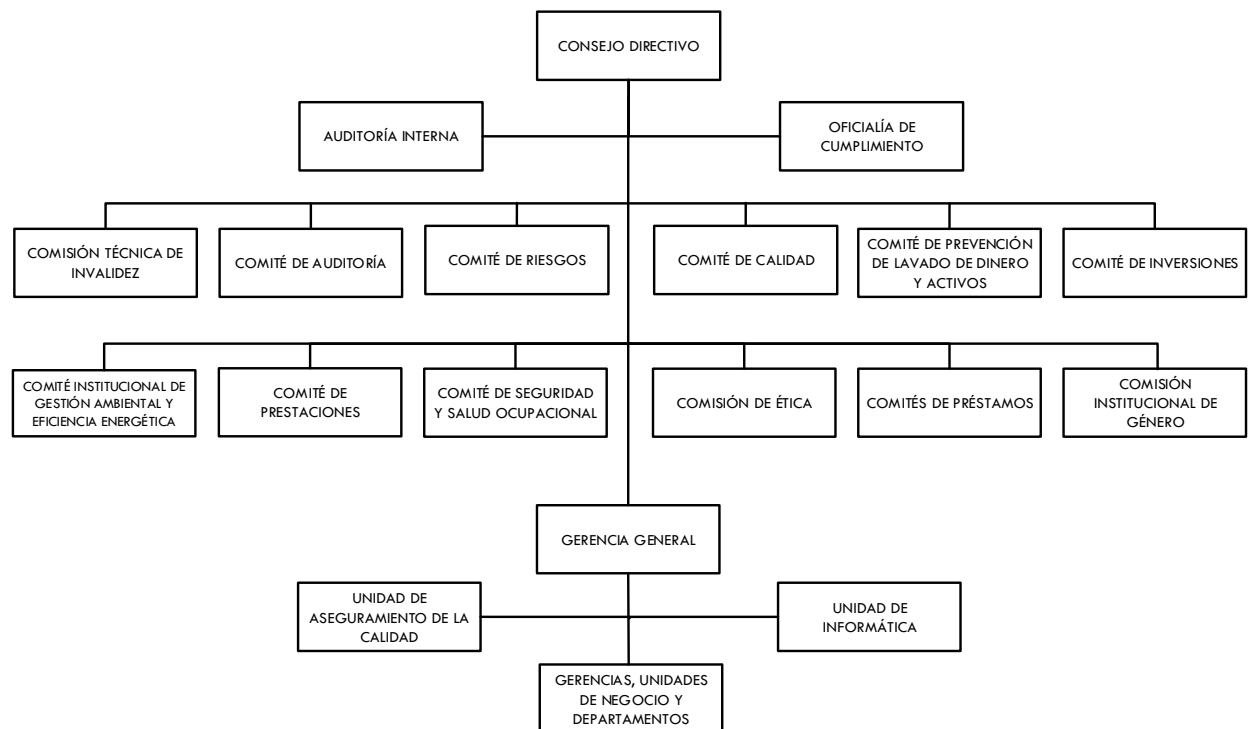 CONSEJO DIRECTIVO
AUDITORÍA INTERNA
OFICIALÍA DE
CUMPLIMIENTO
COMISIÓN TÉCNICA DE
INVALIDEZ
COMITÉ DE AUDITORÍA
COMITÉ DE RIESGOS
COMITÉ DE CALIDAD
COMITÉ DE PREVENCIÓN
DE LAVADO DE DINERO
Y ACTIVOS
COMITÉ DE INVERSIONES
COMITÉ INSTITUCIONAL DE
GESTIÓN AMBIENTAL Y
EFICIENCIA ENERGÉTICA
COMITÉ DE
PRESTACIONES
COMITÉ DE SEGURIDAD
Y SALUD OCUPACIONAL
COMISIÓN DE ÉTICA
COMITÉS DE PRÉSTAMOS
COMISIÓN
INSTITUCIONAL DE
GÉNERO
GERENCIA GENERAL
UNIDAD DE
ASEGURAMIENTO DE LA
CALIDAD
UNIDAD DE
INFORMÁTICA
GERENCIAS, UNIDADES
DE NEGOCIO Y
DEPARTAMENTOS